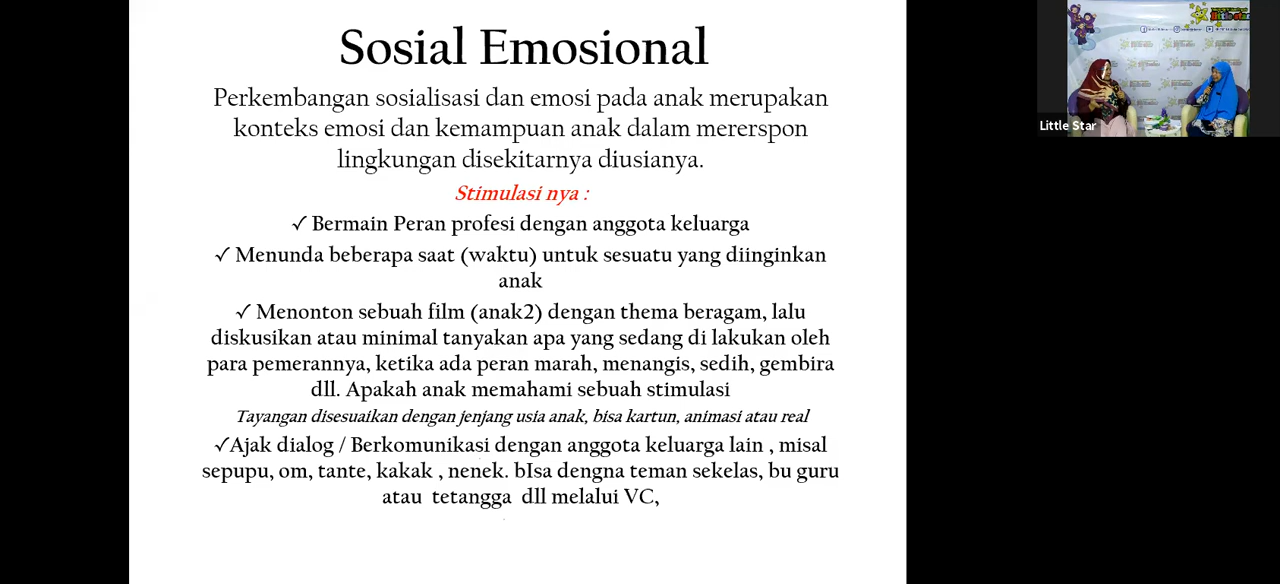 Sosial Emosional
Perkembangan sosialisasi dan emosi pada anak merupakan
konteks emosi dan kemampuan anak dalam mererspon
lingkungan disekitarnya diusianya.
Stimulasi nya :
✓ Bermain Peran profesi dengan anggota keluarga
✓ Menunda beberapa saat (waktu) untuk sesuatu yang diinginkan
anak
✓ Menonton sebuah film (anak2) dengan thema beragam, lalu
diskusikan atau minimal tanyakan apa yang sedang di lakukan oleh
para pemerannya, ketika ada peran marah, menangis, sedih, gembira
dll. Apakah anak memahami sebuah stimulasi
Tayangan disesuaikan dengan jenjang usia anak, bisa kartun, animasi atau real
✓Ajak dialog / Berkomunikasi dengan anggota keluarga lain , misal
sepupu, om, tante, kakak , nenek. bIsa dengna teman sekelas, bu guru
atau tetangga dll melalui VC,
little star
Little Star